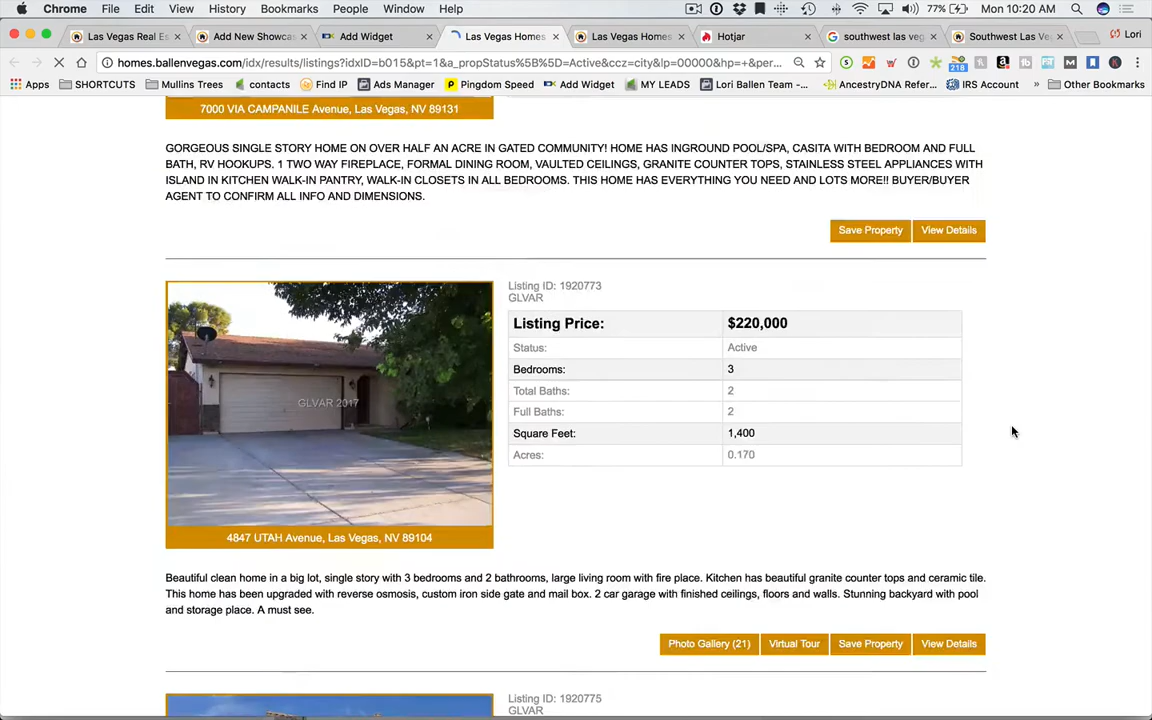 Chrome File Edit View History Bookmarks People Window Help 77% Mon 10:20 AM
Las Vegas Real Es Add New Showcas Add Widget Las Vegas Homes Las Vegas Homes Hotjar southwest las veg Southwest Las Vec Lori
homes.ballenvegas.com/idx/results/listings?idxID=b015&pt=1&a_propStatus%5B%5D=Active&ccz=city&lp=00000&hp=+&per...
Apps SHORTCUTS Mullins Trees contacts Find IP Ads Manager Pingdom Speed Add Widget MY LEADS Lori Ballen Team -... AncestryDNA Refer... IRS Account » Other Bookmarks
218
7000 VIA CAMPANILE Avenue, Las Vegas, NV 89131
GORGEOUS SINGLE STORY HOME ON OVER HALF AN ACRE IN GATED COMMUNITY! HOME HAS INGROUND POOL/SPA, CASITA WITH BEDROOM AND FULL
BATH, RV HOOKUPS. 1 TWO WAY FIREPLACE, FORMAL DINING ROOM, VAULTED CEILINGS, GRANITE COUNTER TOPS, STAINLESS STEEL APPLIANCES WITH
ISLAND IN KITCHEN WALK-IN PANTRY, WALK-IN CLOSETS IN ALL BEDROOMS. THIS HOME HAS EVERYTHING YOU NEED AND LOTS MORE!! BUYER/BUYER
AGENT TO CONFIRM ALL INFO AND DIMENSIONS.
Save Property View Details
Listing ID: 1920773
GLVAR
Listing Price: $220,000
Status: Active
Bedrooms: 3
Total Baths: 2
Full Baths: 2
Square Feet: 1,400
Acres: 0.170
GLVAR 2017
4847 UTAH Avenue, Las Vegas, NV 89104
Beautiful clean home in a big lot, single story with 3 bedrooms and 2 bathrooms, large living room with fire place. Kitchen has beautiful granite counter tops and ceramic tile.
This home has been upgraded with reverse osmosis, custom iron side gate and mail box. 2 car garage with finished ceilings, floors and walls. Stunning backyard with pool
and storage place. A must see.
Photo Gallery (21) Virtual Tour Save Property View Details
Listing ID: 1920775
GLVAR